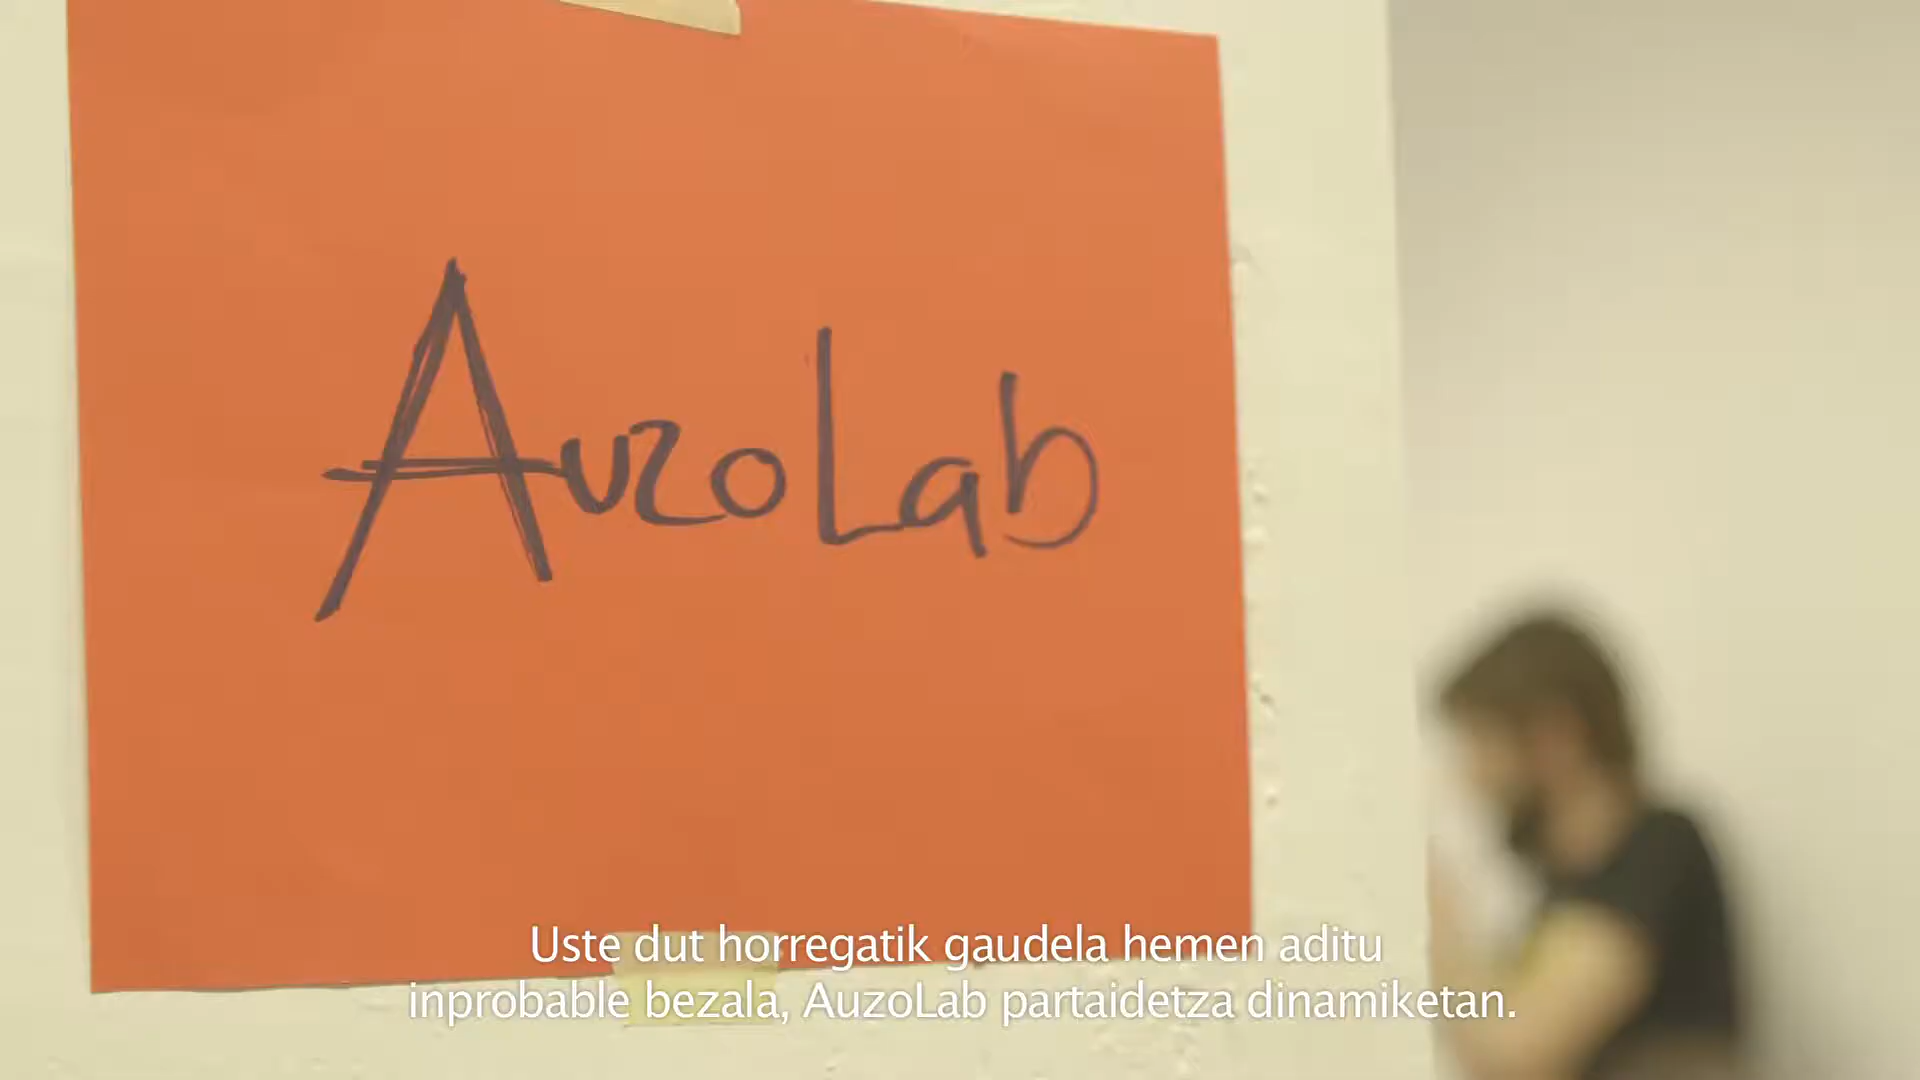 AuzoLab
Uste dut horregatik gaudela hemen aditu
inprobable bezala, AuzoLab partaidetza dinamiketan.